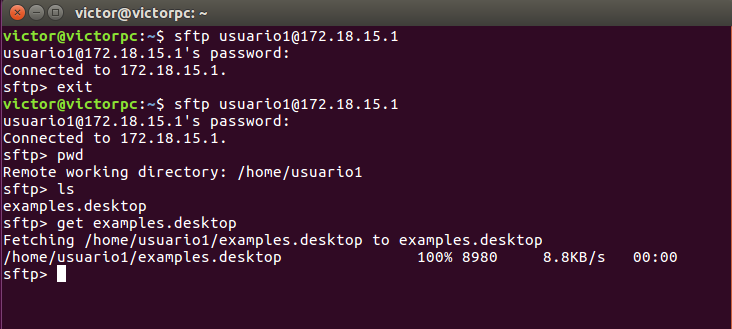 victor@victorpc: ~
victor@victorpc:~$ sftp usuario1@172.18.15.1
usuario1@172.18.15.1's password:
Connected to 172.18.15.1.
sftp> exit
victor@victorpc:~$ sftp usuario1@172.18.15.1
usuario1@172.18.15.1's password:
Connected to 172.18.15.1.
sftp> pwd
Remote working directory: /home/usuario1
sftp> ls
examples.desktop
sftp> get examples.desktop
Fetching /home/usuario1/examples.desktop to examples.desktop
/home/usuario1/examples.desktop 100% 8980 8.8KB/s 00:00
sftp>